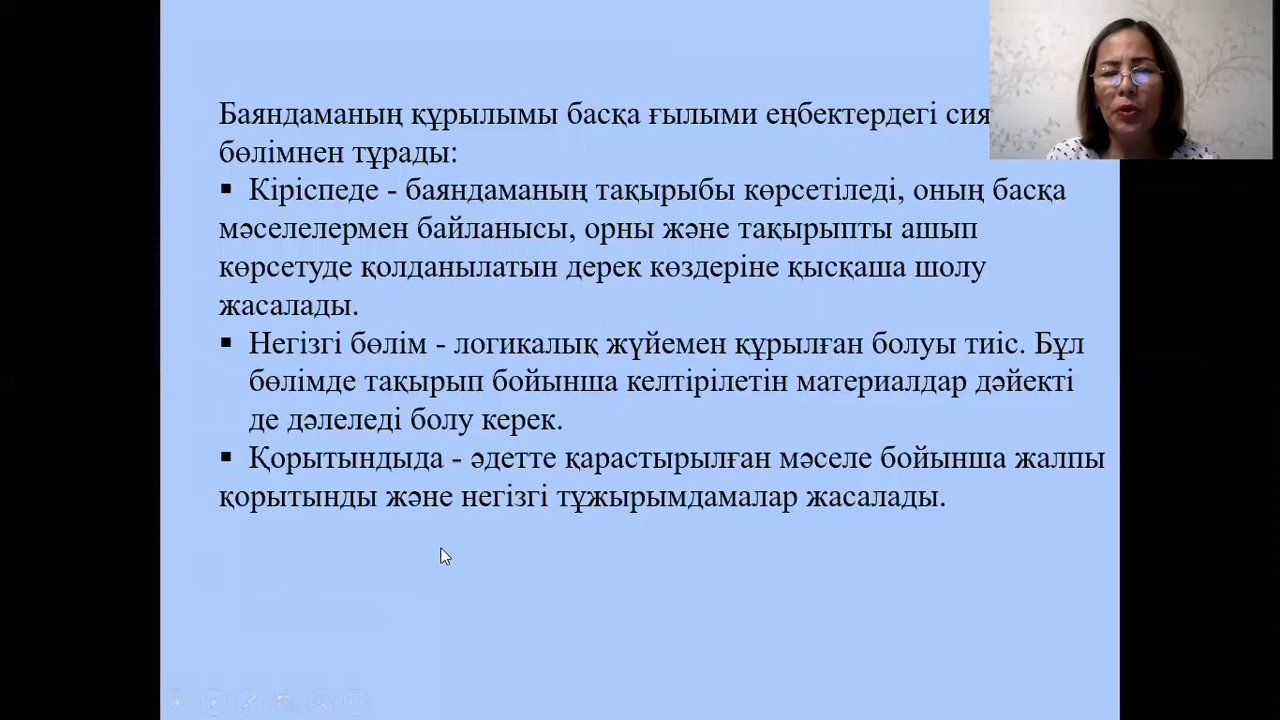 Баяндаманың құрылымы басқа ғылыми еңбектердегі сия
бөлімнен тұрады:
▪ Кіріспеде - баяндаманың тақырыбы көрсетіледі, оның басқа
мәселелермен байланысы, орны және тақырыпты ашып
көрсетуде қолданылатын дерек көздеріне қысқаша шолу
жасалады.
▪ Негізгі бөлім - логикалық жүйемен құрылған болуы тиіс. Бұл
бөлімде тақырып бойынша келтірілетін материалдар дәйекті
де дәлеледі болу керек.
▪ Қорытындыда - әдетте қарастырылған мәселе бойынша жалпы
қорытынды және негізгі тұжырымдамалар жасалады.